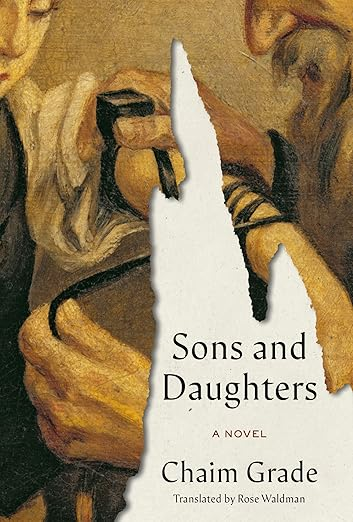 Sons and
Daughters
A NOVEL
Chaim Grade
Translated by Rose Waldman